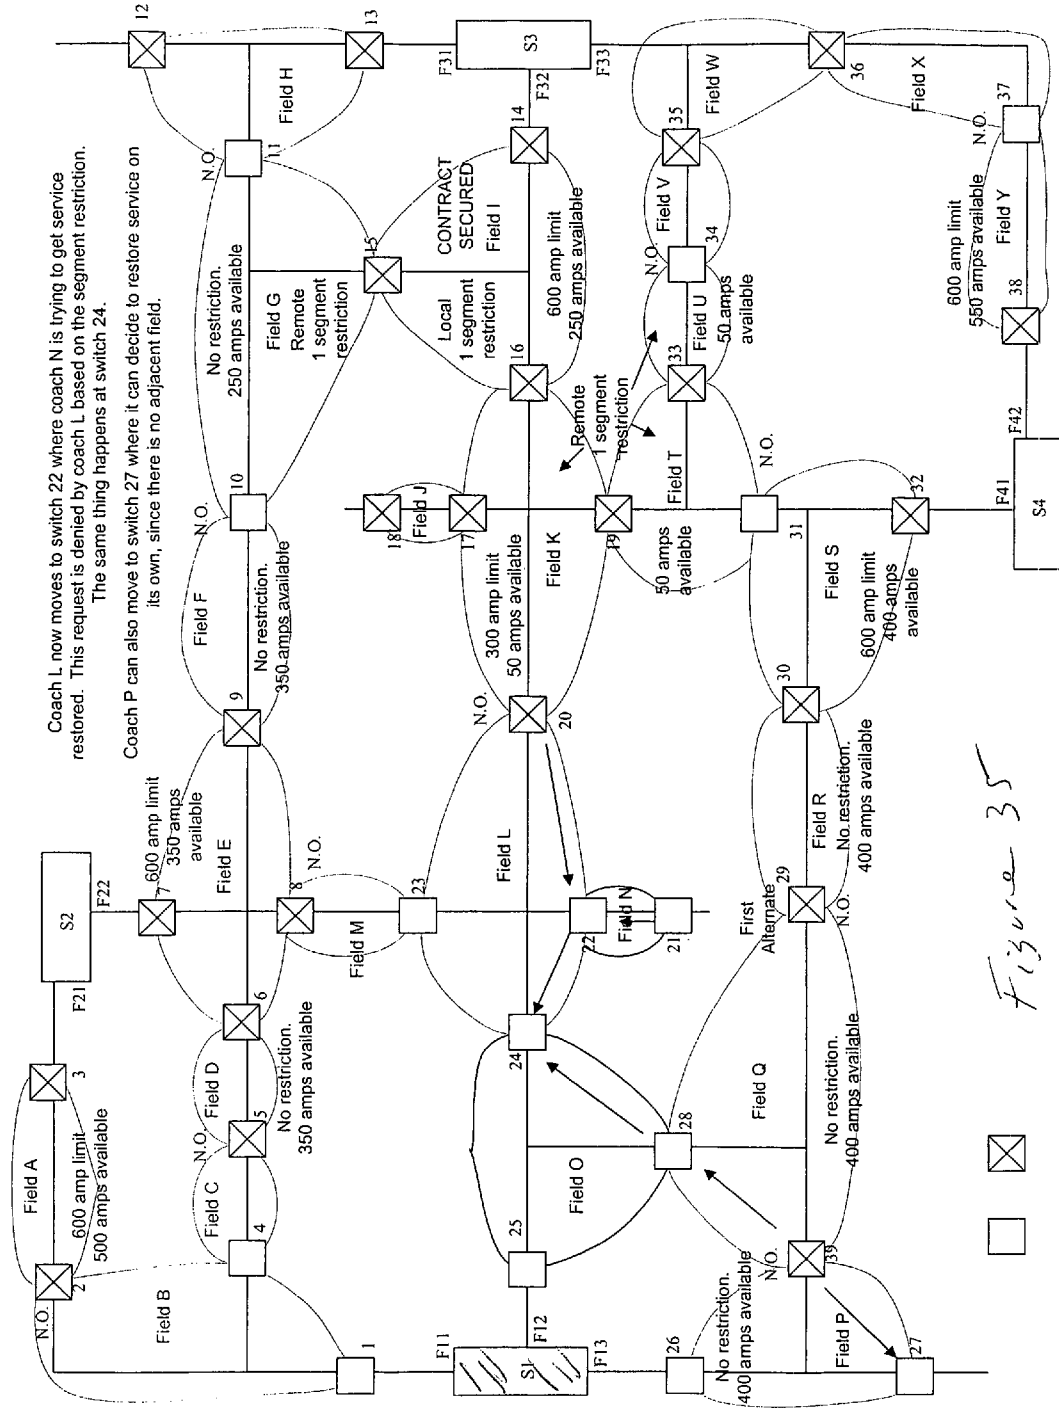 Coach L now moves to switch 22 where coach N is trying to get service
restored. This request is denied by coach L based on the segment restriction.
The same thing happens at switch 24.
Coach P can also move to switch 27 where it can decide to restore service on
its own, since there is no adjacent field.
N.O.
2
Field A
600 amp limit
500 amps available
3
F21
S2
F22
12
13
Field B
Field C
4
N.O.
5
Field D
No restriction.
350 amps available
6
7
600 amp limit
350 amps
available
Field E
8
N.O.
9
Field F
No restriction.
350 amps available
N.O.
10
No restriction.
250 amps available
N.O.
11
Field H
1
Field M
23
Field G
Remote
1 segment
restriction
15
CONTRACT
SECURED
Field I
Local
1 segment
restriction
18
Field J
17
F11
S1
F12
F13
25
24
Field O
22
Field N
21
Field L
N.O.
20
300 amp limit
50 amps available
Field K
16
600 amp limit
250 amps available
14
F31
S3
F32
F33
Remote
1 segment
restriction
19
50 amps
available
Field T
33
Field U
50 amps
available
N.O.
34
Field V
35
Field W
26
No restriction.
400 amps available
N.O.
39
Field P
27
28
Field Q
No restriction.
400 amps available
First
Alternate
29
N.O.
Field R
No restriction.
400 amps available
30
Field S
31
N.O.
600 amp limit
400 amps
available
32
36
Field X
N.O.
37
600 amp limit
550 amps available
Field Y
38
F42
F41
S4
Figure 35